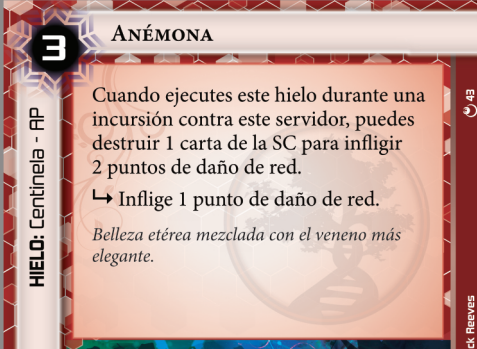 3
ANÉMONA
HIELO: Centinela - AP
Cuando ejecutes este hielo durante una
incursión contra este servidor, puedes
destruir 1 carta de la SC para infligir
2 puntos de daño de red.
↳ Inflige 1 punto de daño de red.
Belleza etérea mezclada con el veneno más
elegante.
43
ck Reeves